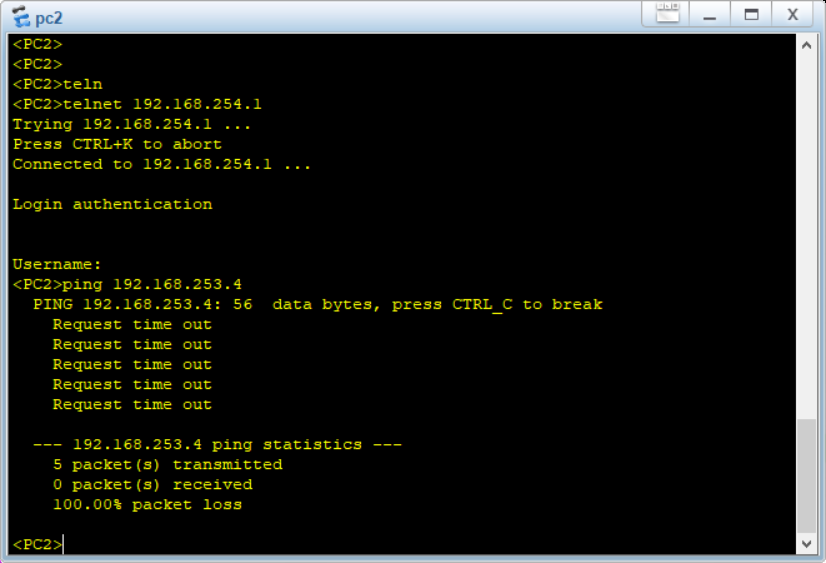 pc2
<PC2>
<PC2>
<PC2>teln
<PC2>telnet 192.168.254.1
Trying 192.168.254.1 ...
Press CTRL+K to abort
Connected to 192.168.254.1 ...
Login authentication
Username:
<PC2>ping 192.168.253.4
  PING 192.168.253.4: 56  data bytes, press CTRL_C to break
    Request time out
    Request time out
    Request time out
    Request time out
    Request time out
  --- 192.168.253.4 ping statistics ---
    5 packet(s) transmitted
    0 packet(s) received
    100.00% packet loss
<PC2>